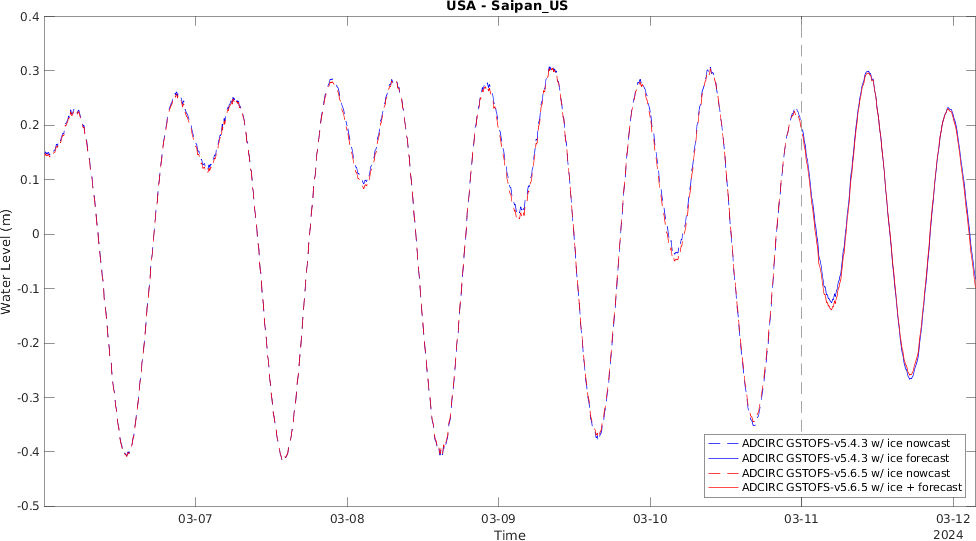 USA - Saipan_US
0.4
0.3
0.2
0.1
0
-0.1
-0.2
-0.3
-0.4
-0.5
Water Level (m)
ADCIRC GSTOFS-v5.4.3 w/ ice nowcast
ADCIRC GSTOFS-v5.4.3 w/ ice forecast
ADCIRC GSTOFS-v5.6.5 w/ ice nowcast
ADCIRC GSTOFS-v5.6.5 w/ ice + forecast
03-07 03-08 03-09 03-10 03-11 03-12
Time 2024